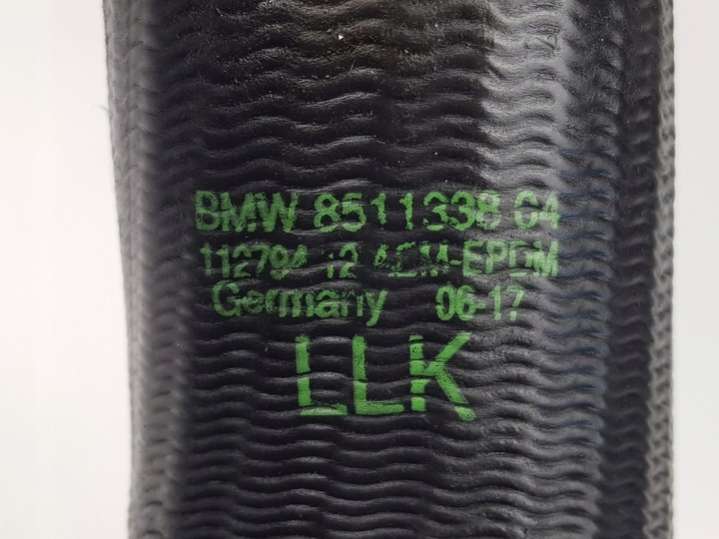 BMW 8511338 04
112794 12 AEM-EPDM
Germany 06-17
LLK